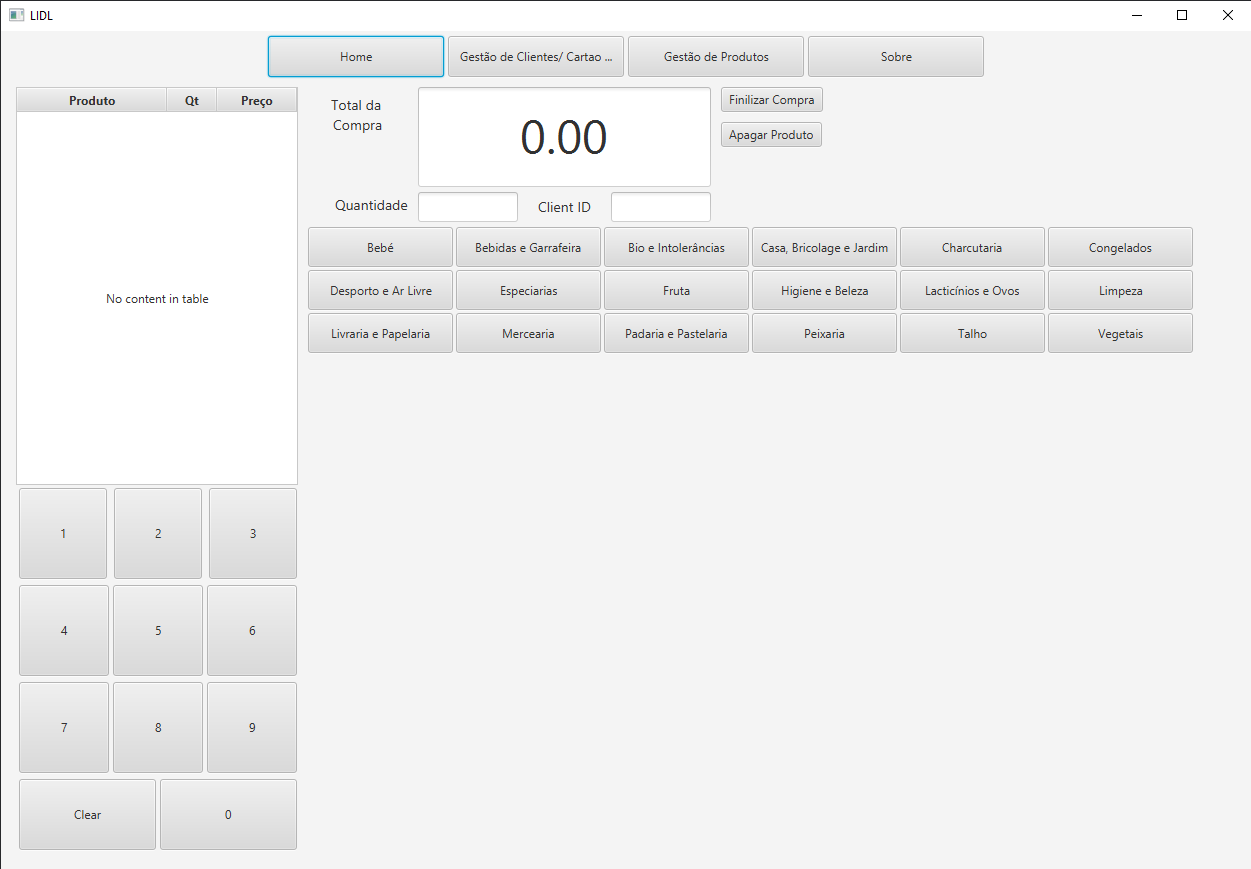 LIDL
Home
Gestão de Clientes/ Cartao ...
Gestão de Produtos
Sobre
Produto
Qt
Preço
No content in table
Total da
Compra
0.00
Finilizar Compra
Apagar Produto
Quantidade
Client ID
Bebé
Bebidas e Garrafeira
Bio e Intolerâncias
Casa, Bricolage e Jardim
Charcutaria
Congelados
Desporto e Ar Livre
Especiarias
Fruta
Higiene e Beleza
Lacticínios e Ovos
Limpeza
Livraria e Papelaria
Mercearia
Padaria e Pastelaria
Peixaria
Talho
Vegetais
1
2
3
4
5
6
7
8
9
Clear
0